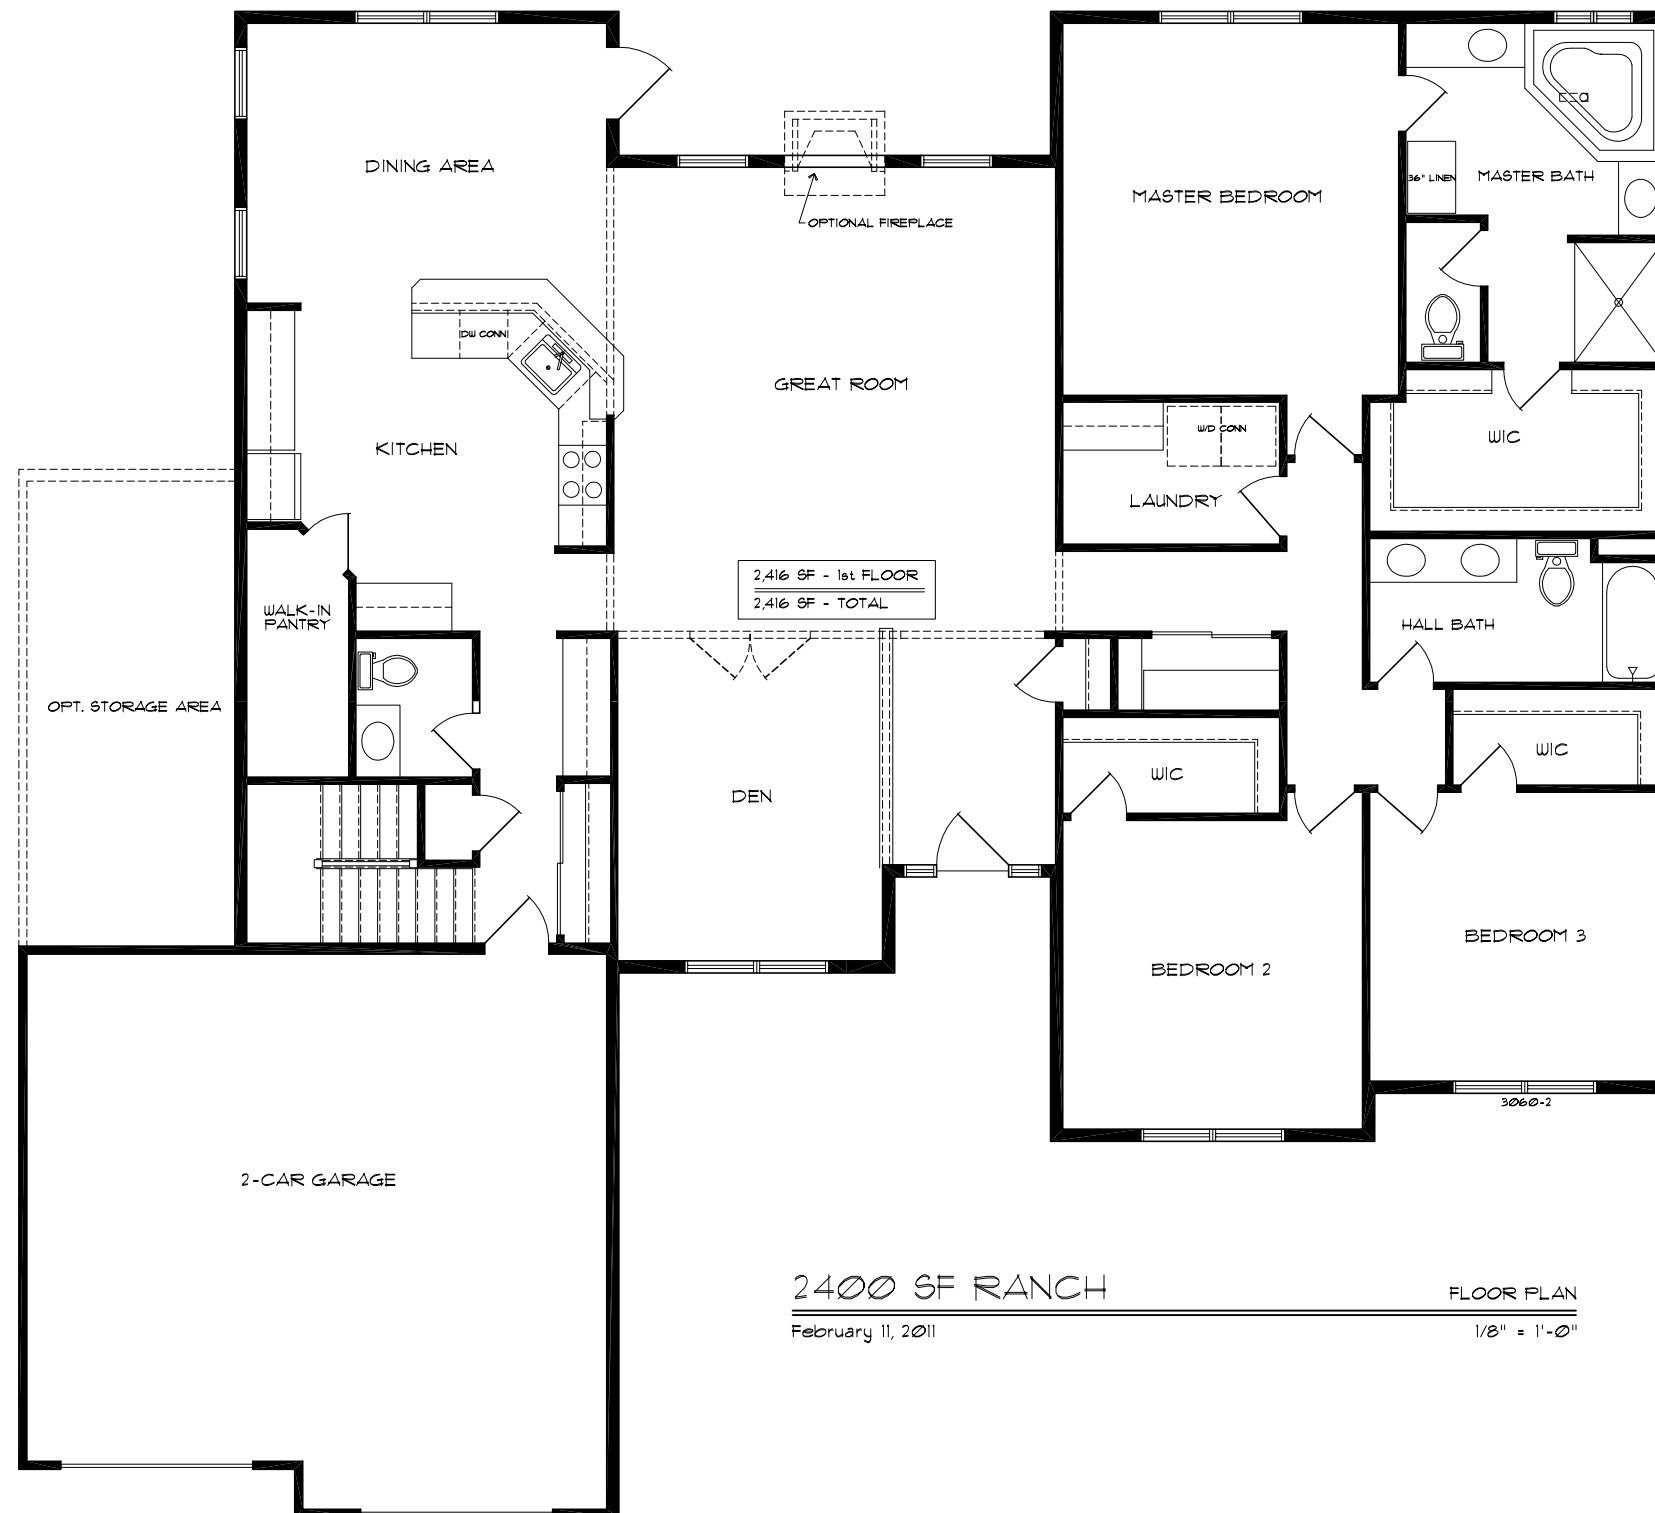 DINING AREA
OPTIONAL FIREPLACE
MASTER BEDROOM
36" LINEN
MASTER BATH
DW CONN
GREAT ROOM
KITCHEN
W/D CONN
LAUNDRY
WIC
2,416 SF - 1st FLOOR
2,416 SF - TOTAL
WALK-IN
PANTRY
HALL BATH
OPT. STORAGE AREA
DEN
WIC
WIC
BEDROOM 2
BEDROOM 3
3060-2
2-CAR GARAGE
2400 SF RANCH
FLOOR PLAN
February 11, 2011
1/8" = 1'-0"